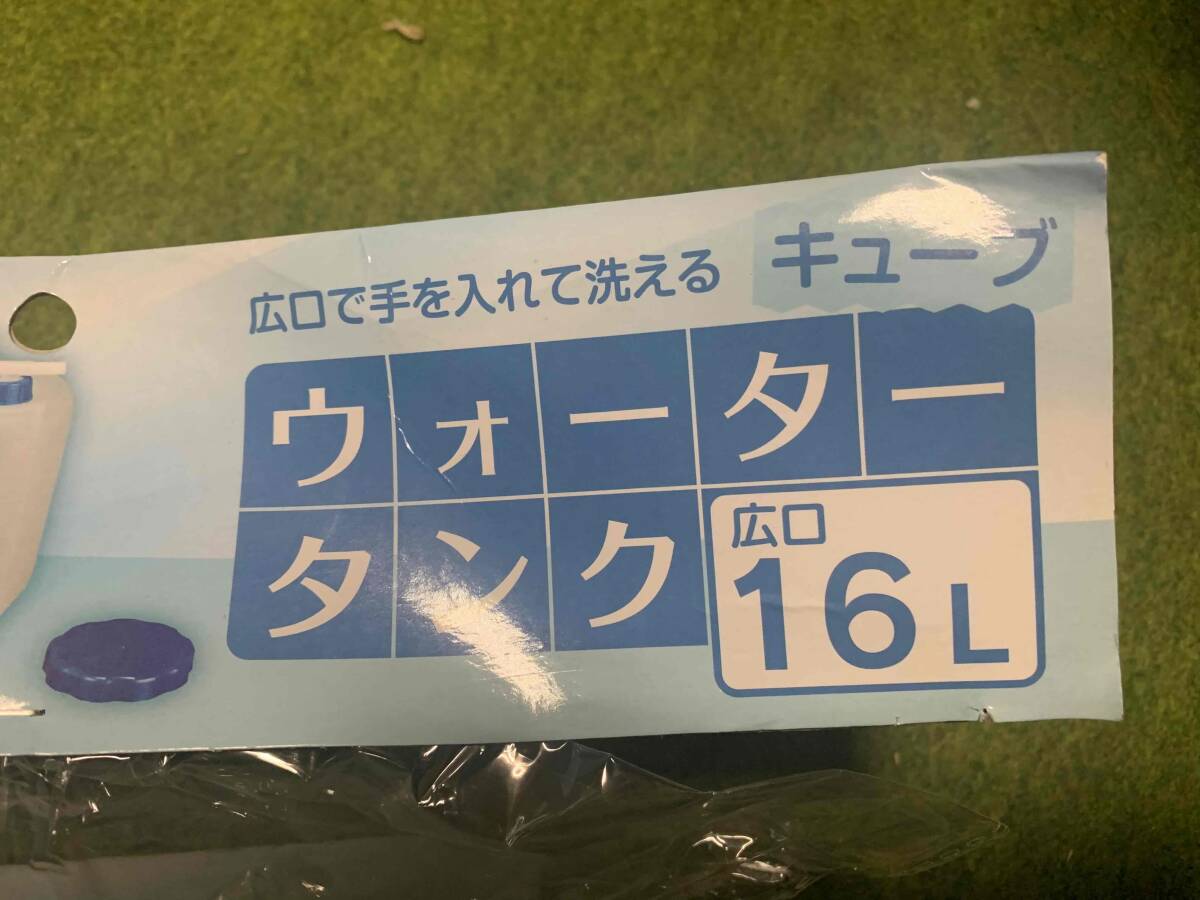 広口で手を入れて洗える
キューブ
ウォーター
タンク
広口
16L